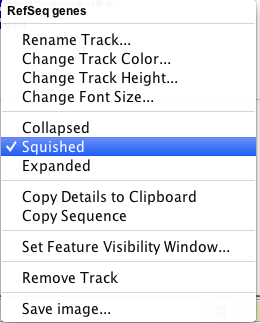 RefSeq genes
Rename Track...
Change Track Color...
Change Track Height...
Change Font Size...
Collapsed
✓ Squished
Expanded
Copy Details to Clipboard
Copy Sequence
Set Feature Visibility Window...
Remove Track
Save image...